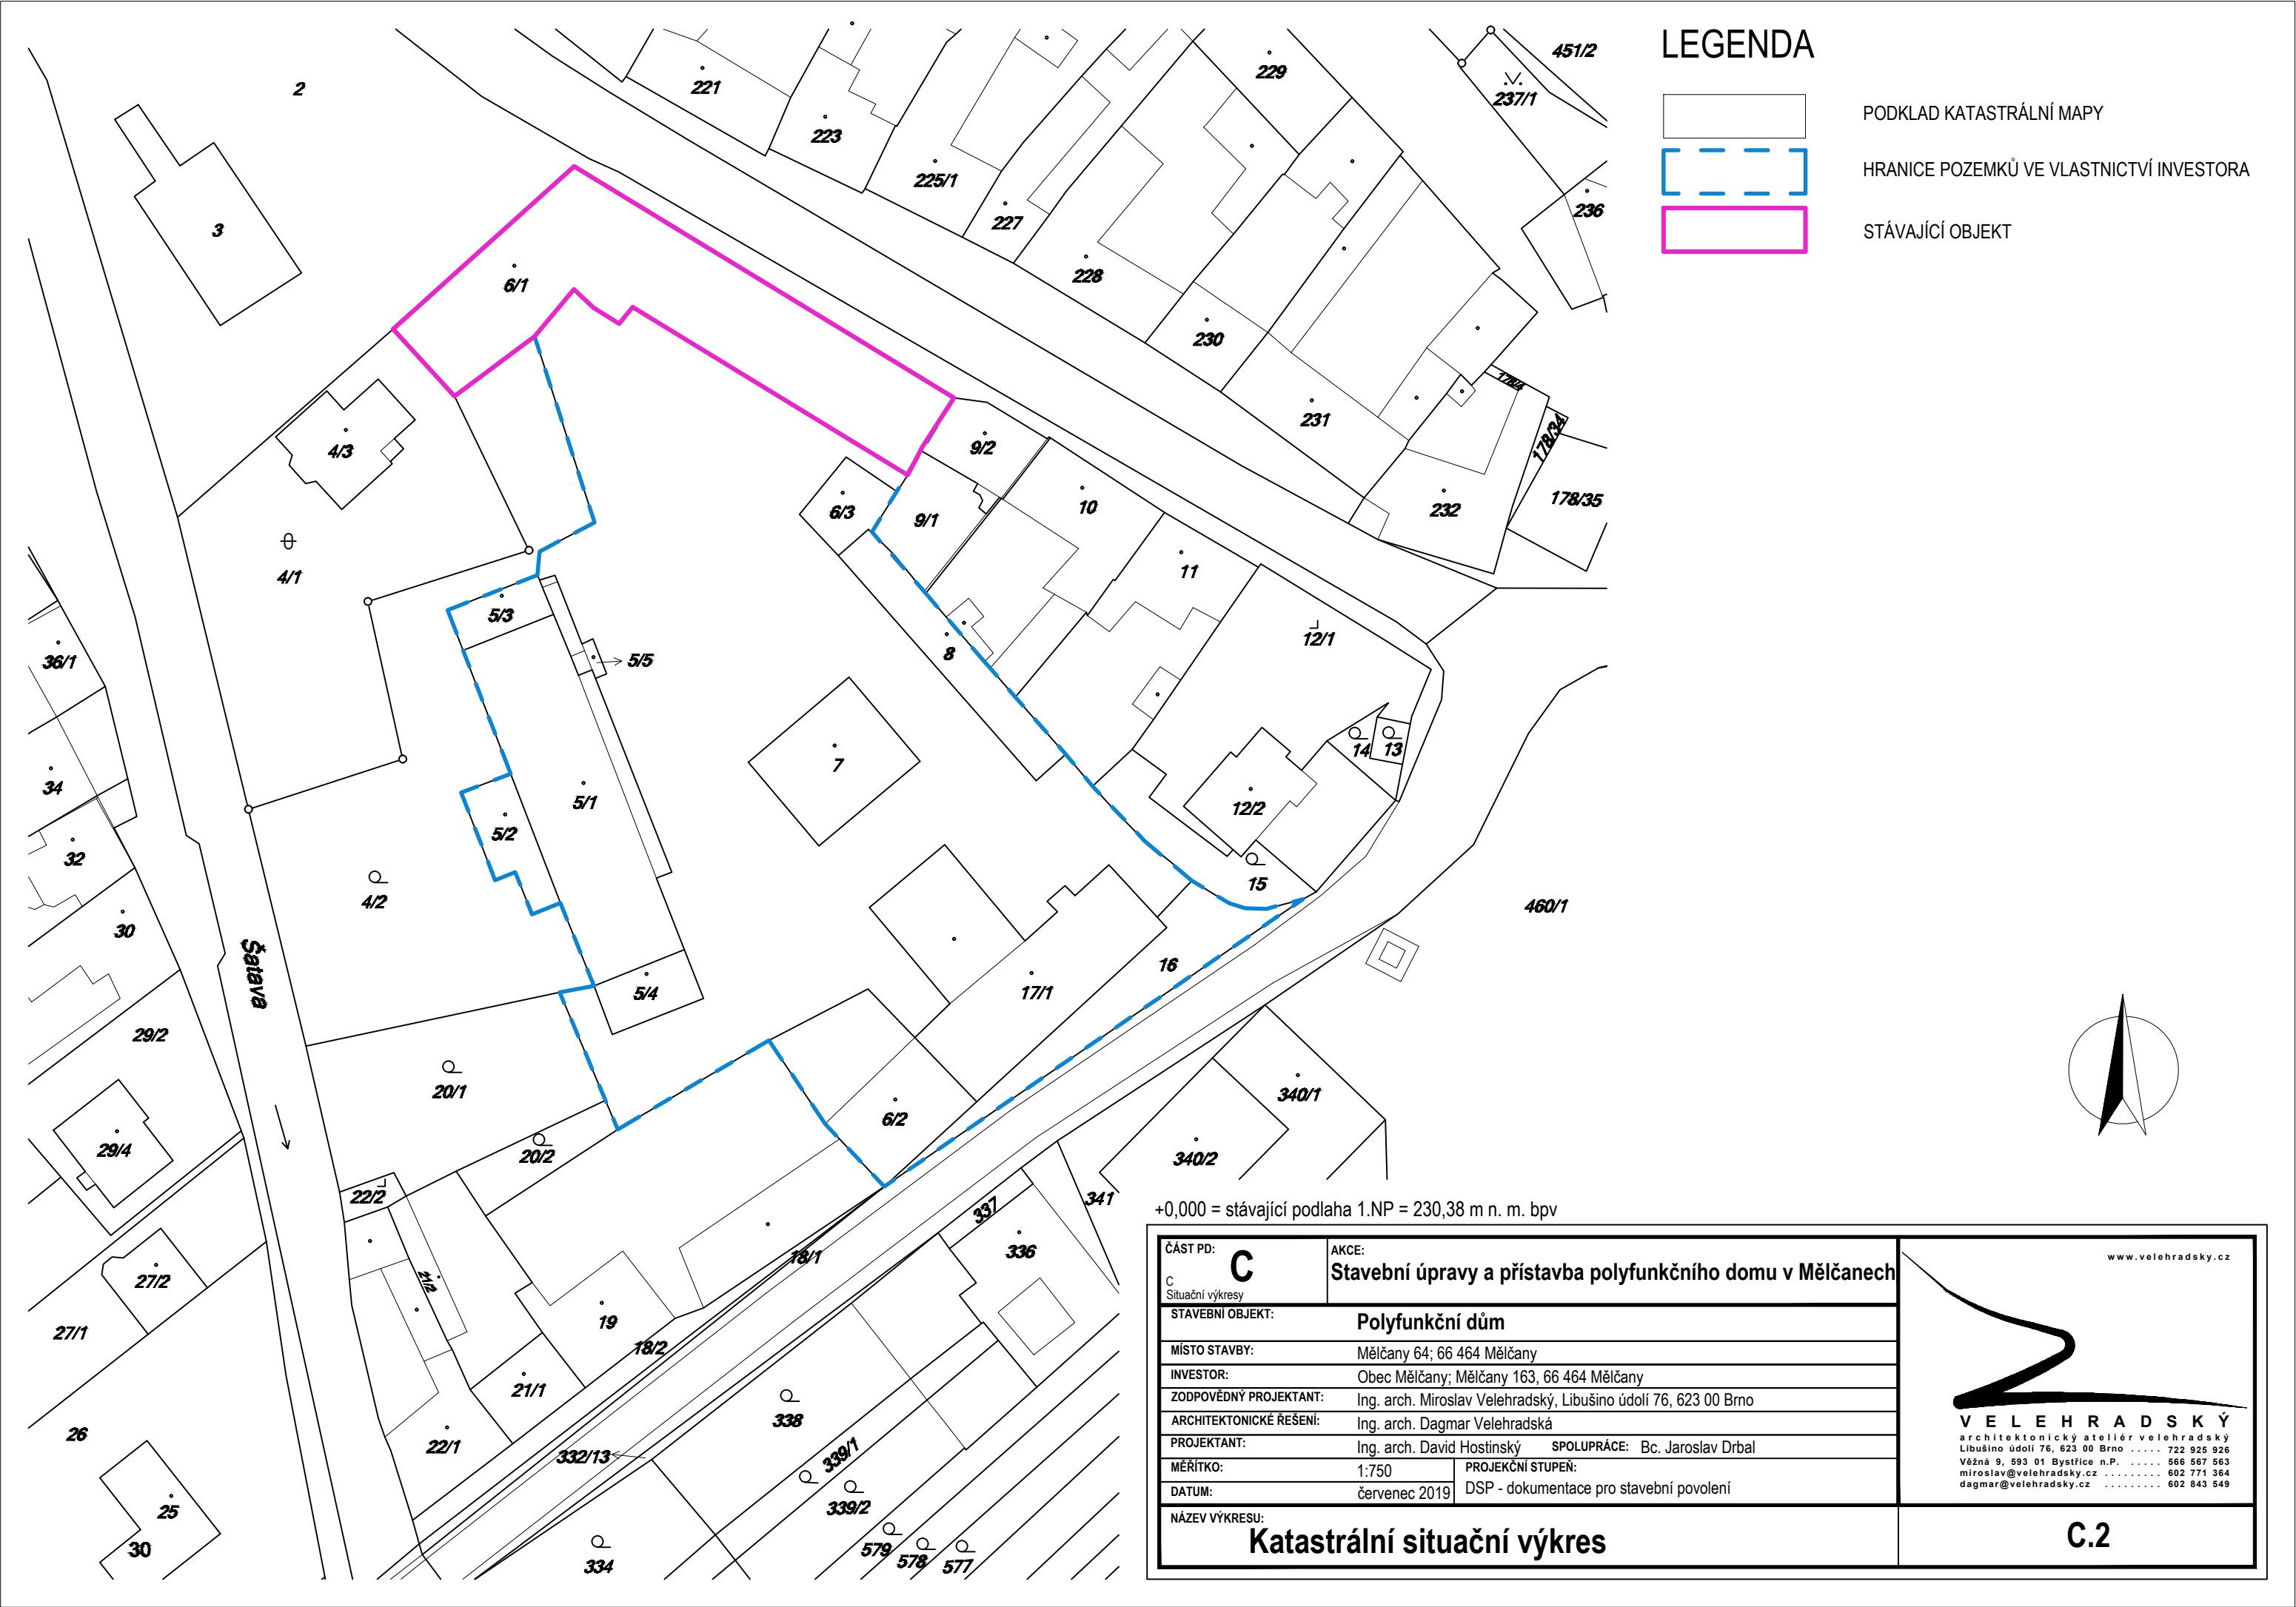 LEGENDA
PODKLAD KATASTRÁLNÍ MAPY
HRANICE POZEMKŮ VE VLASTNICTVÍ INVESTORA
STÁVAJÍCÍ OBJEKT
2
3
221
223
225/1
227
228
229
230
231
232
451/2
237/1
236
178/4
178/34
178/35
6/1
4/3
4/1
9/2
9/1
6/3
10
11
8
12/1
14
13
12/2
15
7
5/3
5/5
5/1
5/2
5/4
4/2
36/1
34
32
30
29/2
29/4
Šatava
460/1
16
17/1
6/2
20/1
20/2
22/2
21/2
27/2
27/1
26
25
30
22/1
21/1
19
18/2
18/1
340/1
340/2
341
337
336
338
332/13
339/1
339/2
334
579
578
577
+0,000 = stávající podlaha 1.NP = 230,38 m n. m. bpv
ČÁST PD:
C
C
Situační výkresy
AKCE:
Stavební úpravy a přístavba polyfunkčního domu v Mělčanech
STAVEBNÍ OBJEKT: Polyfunkční dům
MÍSTO STAVBY: Mělčany 64; 66 464 Mělčany
INVESTOR: Obec Mělčany; Mělčany 163, 66 464 Mělčany
ZODPOVĚDNÝ PROJEKTANT: Ing. arch. Miroslav Velehradský, Libušino údolí 76, 623 00 Brno
ARCHITEKTONICKÉ ŘEŠENÍ: Ing. arch. Dagmar Velehradská
PROJEKTANT: Ing. arch. David Hostinský SPOLUPRÁCE: Bc. Jaroslav Drbal
MĚŘÍTKO: 1:750
PROJEKČNÍ STUPEŇ:
DATUM: červenec 2019
DSP - dokumentace pro stavební povolení
NÁZEV VÝKRESU:
Katastrální situační výkres
C.2
www.velehradsky.cz
VELEHRADSKÝ
architektonický ateliér velehradský
Libušino údolí 76, 623 00 Brno ..... 722 925 926
Věžná 9, 593 01 Bystřice n.P. ..... 566 567 563
miroslav@velehradsky.cz ......... 602 771 364
dagmar@velehradsky.cz ......... 602 843 549